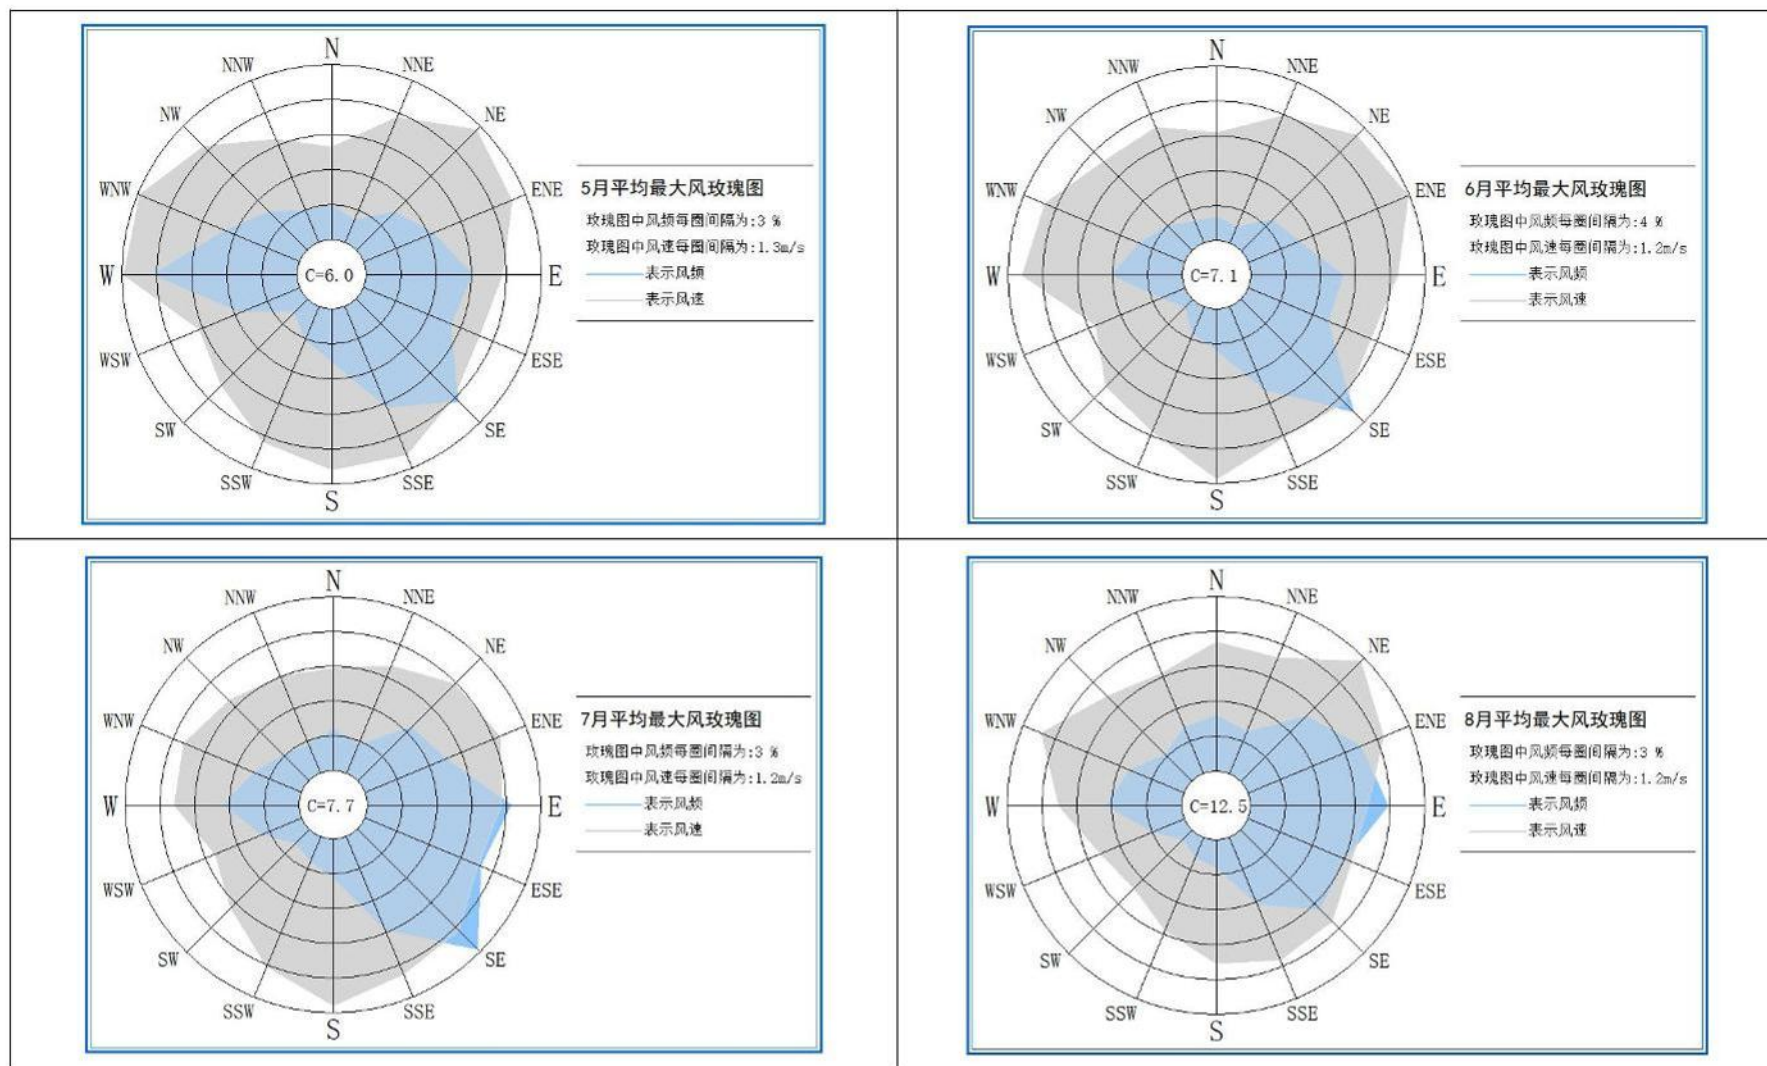 N
NNW
NNE
NW
NE
WNW
ENE
W
C=6.0
E
WSW
ESE
SW
SE
SSW
SSE
S
5月平均最大风玫瑰图
玫瑰图中风频每圈间隔为:3 %
玫瑰图中风速每圈间隔为:1.3m/s
表示风频
表示风速
N
NNW
NNE
NW
NE
WNW
ENE
W
C=7.1
E
WSW
ESE
SW
SE
SSW
SSE
S
6月平均最大风玫瑰图
玫瑰图中风频每圈间隔为:4 %
玫瑰图中风速每圈间隔为:1.2m/s
表示风频
表示风速
N
NNW
NNE
NW
NE
WNW
ENE
W
C=7.7
E
WSW
ESE
SW
SE
SSW
SSE
S
7月平均最大风玫瑰图
玫瑰图中风频每圈间隔为:3 %
玫瑰图中风速每圈间隔为:1.2m/s
表示风频
表示风速
N
NNW
NNE
NW
NE
WNW
ENE
W
C=12.5
E
WSW
ESE
SW
SE
SSW
SSE
S
8月平均最大风玫瑰图
玫瑰图中风频每圈间隔为:3 %
玫瑰图中风速每圈间隔为:1.2m/s
表示风频
表示风速